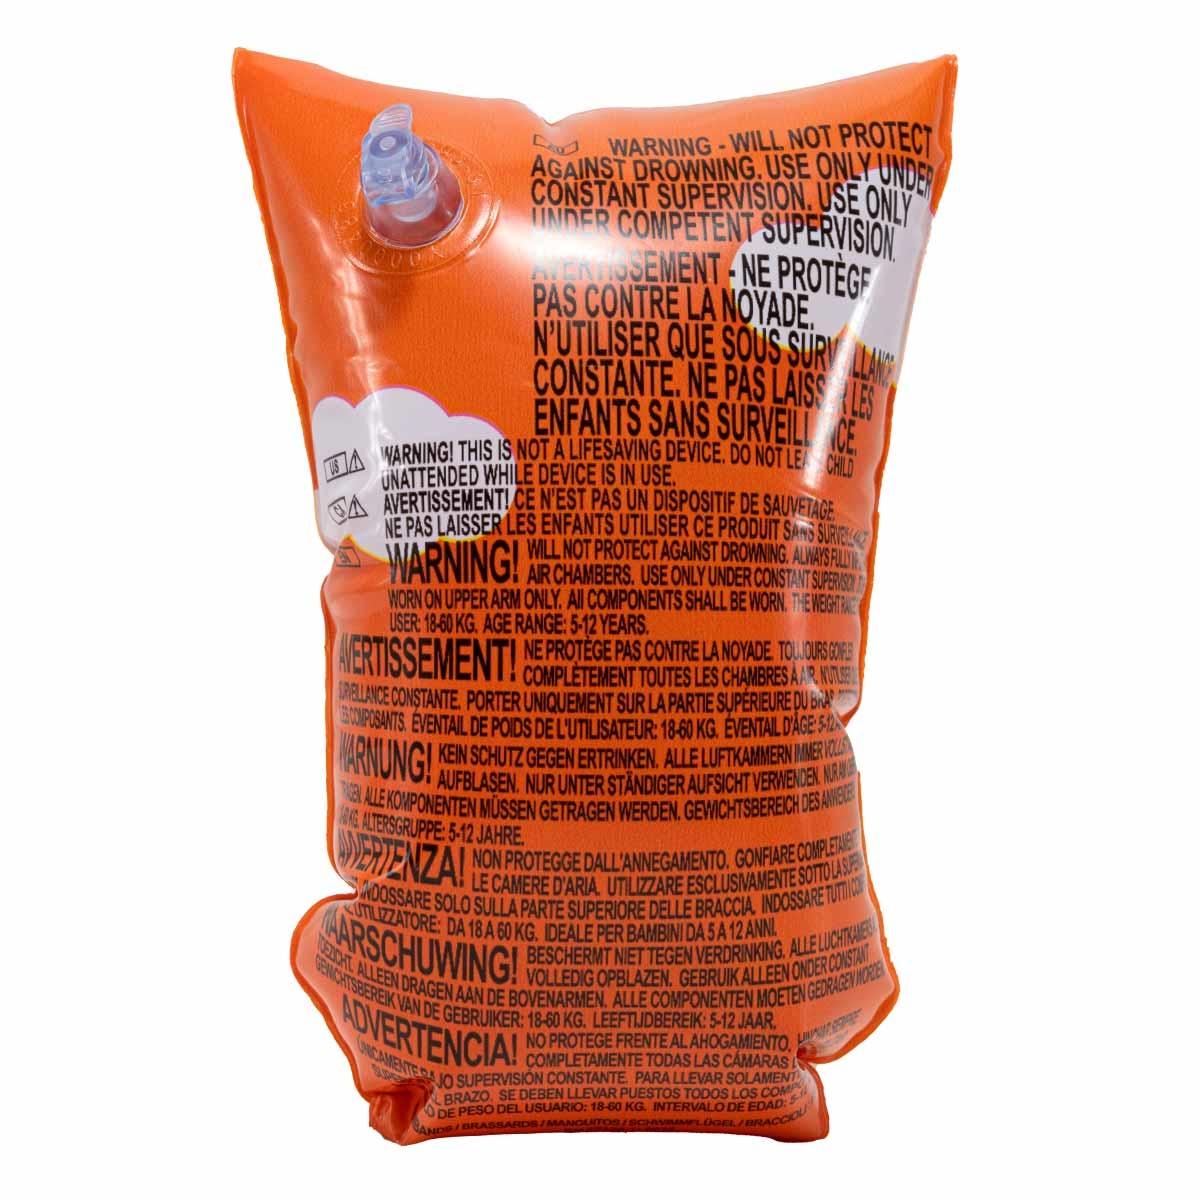 AU WARNING - WILL NOT PROTECT
AGAINST DROWNING. USE ONLY UNDER
CONSTANT SUPERVISION. USE ONLY
UNDER COMPETENT SUPERVISION.
AVERTISSEMENT - NE PROTÈGE
PAS CONTRE LA NOYADE.
N'UTILISER QUE SOUS SURVEILLANCE
CONSTANTE. NE PAS LAISSER LES
ENFANTS SANS SURVEILLANCE.
US WARNING! THIS IS NOT A LIFESAVING DEVICE. DO NOT LEAVE CHILD
UNATTENDED WHILE DEVICE IS IN USE.
CA AVERTISSEMENT! CE N'EST PAS UN DISPOSITIF DE SAUVETAGE.
NE PAS LAISSER LES ENFANTS UTILISER CE PRODUIT SANS
WARNING! WILL NOT PROTECT AGAINST DROWNING. ALWAYS FULLY
AIR CHAMBERS. USE ONLY UNDER CONSTANT SUPERVISION.
WORN ON UPPER ARM ONLY. All COMPONENTS SHALL BE WORN. THE WEIGHT
USER: 18-60 KG. AGE RANGE: 5-12 YEARS.
AVERTISSEMENT! NE PROTÈGE PAS CONTRE LA NOYADE. TOUJOURS GONFLER
COMPLÈTEMENT TOUTES LES CHAMBRES À AIR.
SURVEILLANCE CONSTANTE. PORTER UNIQUEMENT SUR LA PARTIE SUPÉRIEURE DU BRAS.
LES COMPOSANTS. ÉVENTAIL DE POIDS DE L'UTILISATEUR: 18-60 KG. ÉVENTAIL D'ÂGE:
WARNUNG! KEIN SCHUTZ GEGEN ERTRINKEN. ALLE LUFTKAMMERN IMMER
AUFBLASEN. NUR UNTER STÄNDIGER AUFSICHT VERWENDEN. NUR AM
TRAGEN. ALLE KOMPONENTEN MÜSSEN GETRAGEN WERDEN. GEWICHTSBEREICH DES
KG. ALTERSGRUPPE: 5-12 JAHRE.
AVVERTENZA! NON PROTEGGE DALL'ANNEGAMENTO. GONFIARE
LE CAMERE D'ARIA. UTILIZZARE ESCLUSIVAMENTE SOTTO LA
INDOSSARE SOLO SULLA PARTE SUPERIORE DELLE BRACCIA. INDOSSARE TUTTI I
L'UTILIZZATORE: DA 18 A 60 KG. IDEALE PER BAMBINI DA 5 A 12 ANNI.
WAARSCHUWING! BESCHERMT NIET TEGEN VERDRINKING. ALLE LUCHTKAMERS
VOLLEDIG OPBLAZEN. GEBRUIK ALLEEN ONDER CONSTANT
TOEZICHT. ALLEEN DRAGEN AAN DE BOVENARMEN. ALLE COMPONENTEN MOETEN GEDRAGEN WORDEN.
GEWICHTSBEREIK VAN DE GEBRUIKER: 18-60 KG. LEEFTIJDBEREIK: 5-12 JAAR.
ADVERTENCIA! NO PROTEGE FRENTE AL AHOGAMIENTO. HINCHAR SIEMPRE
COMPLETAMENTE TODAS LAS CÁMARAS
ÚNICAMENTE BAJO SUPERVISIÓN CONSTANTE. PARA LLEVAR
BRAZO. SE DEBEN LLEVAR PUESTOS TODOS LOS
DE PESO DEL USUARIO: 18-60 KG. INTERVALO DE EDAD:
BANDS / BRASSARDS / MANGUITOS / SCHWIMMFLÜGEL /